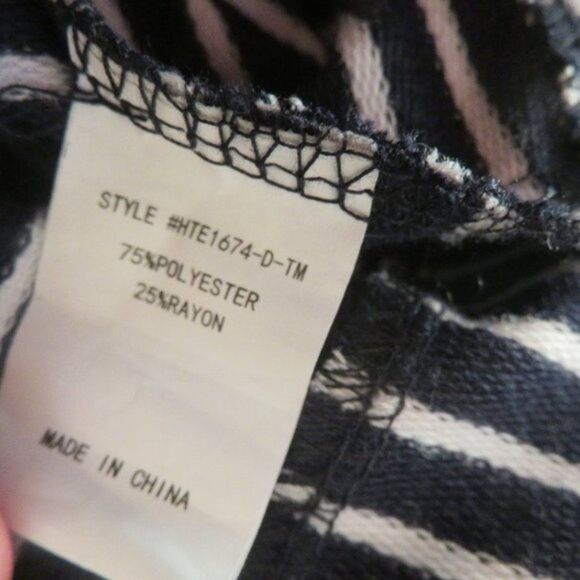 STYLE #HTE1674-D-TM
75%POLYESTER
25%RAYON
MADE IN CHINA